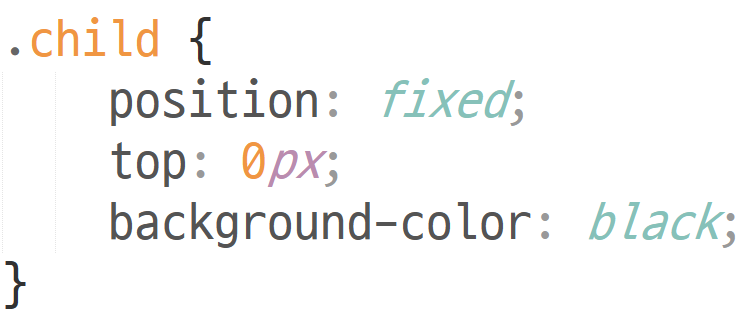 .child {
    position: fixed;
    top: 0px;
    background-color: black;
}